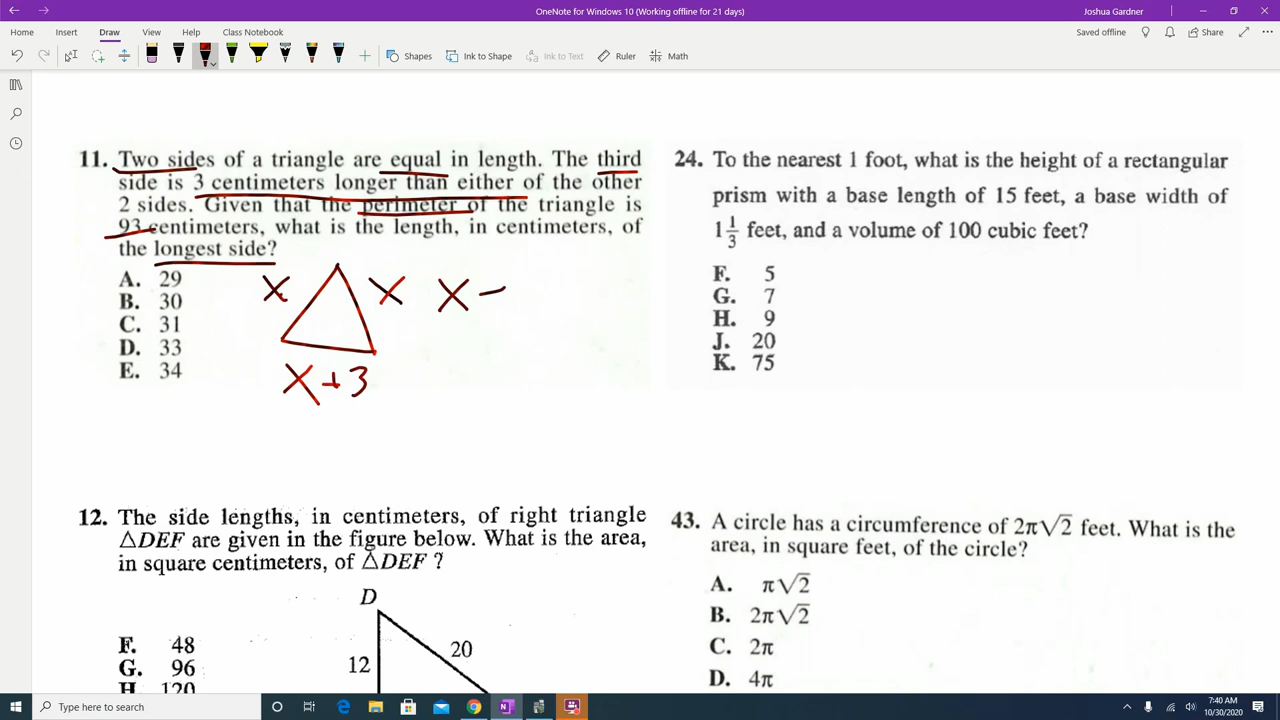 OneNote for Windows 10 (Working offline for 21 days)
Joshua Gardner
Home Insert Draw View Help Class Notebook
Saved offline
Share
Shapes
Ink to Shape
Ink to Text
Ruler
Math
11. Two sides of a triangle are equal in length. The third
side is 3 centimeters longer than either of the other
2 sides. Given that the perimeter of the triangle is
93 centimeters, what is the length, in centimeters, of
the longest side?
A. 29
B. 30
C. 31
D. 33
E. 34
X
X
X −
X + 3
24. To the nearest 1 foot, what is the height of a rectangular
prism with a base length of 15 feet, a base width of
1 1/3 feet, and a volume of 100 cubic feet?
F. 5
G. 7
H. 9
J. 20
K. 75
12. The side lengths, in centimeters, of right triangle
△DEF are given in the figure below. What is the area,
in square centimeters, of △DEF ?
D
20
12
F. 48
G. 96
H. 120
43. A circle has a circumference of 2π√2 feet. What is the
area, in square feet, of the circle?
A. π√2
B. 2π√2
C. 2π
D. 4π
Type here to search
7:40 AM
10/30/2020